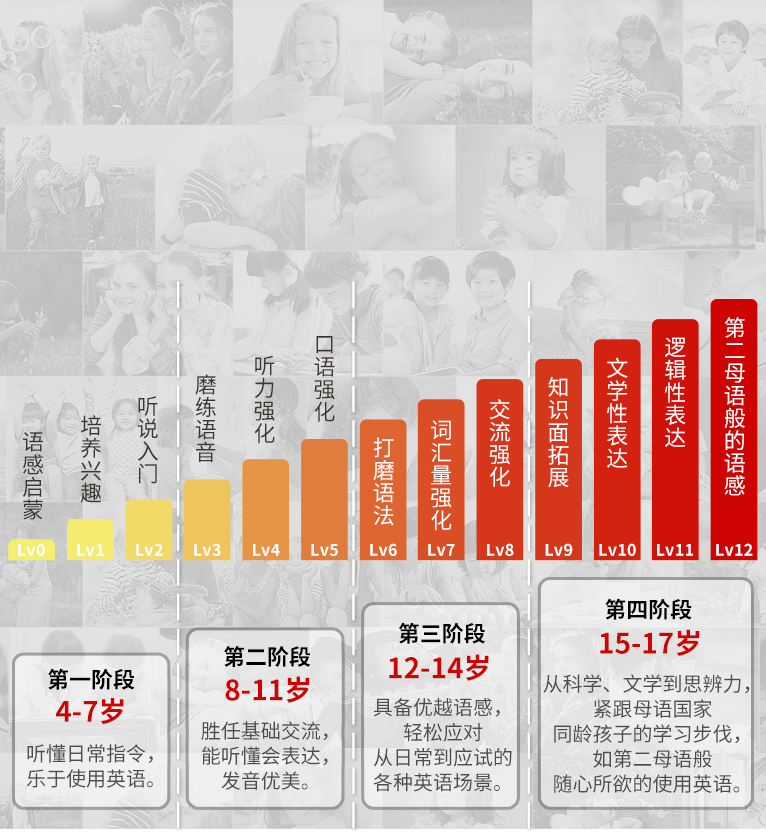 语感启蒙
Lv0
培养兴趣
Lv1
听说入门
Lv2
磨练语音
Lv3
听力强化
Lv4
口语强化
Lv5
打磨语法
Lv6
词汇量强化
Lv7
交流强化
Lv8
知识面拓展
Lv9
文学性表达
Lv10
逻辑性表达
Lv11
第二母语般的语感
Lv12
第一阶段
4-7岁
听懂日常指令，
乐于使用英语。
第二阶段
8-11岁
胜任基础交流，
能听懂会表达，
发音优美。
第三阶段
12-14岁
具备优越语感，
轻松应对
从日常到应试的
各种英语场景。
第四阶段
15-17岁
从科学、文学到思辨力，
紧跟母语国家
同龄孩子的学习步伐，
如第二母语般
随心所欲的使用英语。